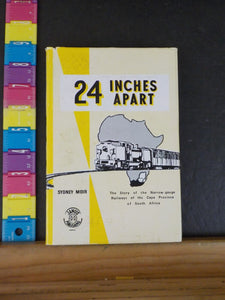 24 INCHES
APART
SYDNEY MOIR
The Story of the Narrow-gauge
Railways of the Cape Province
of South Africa